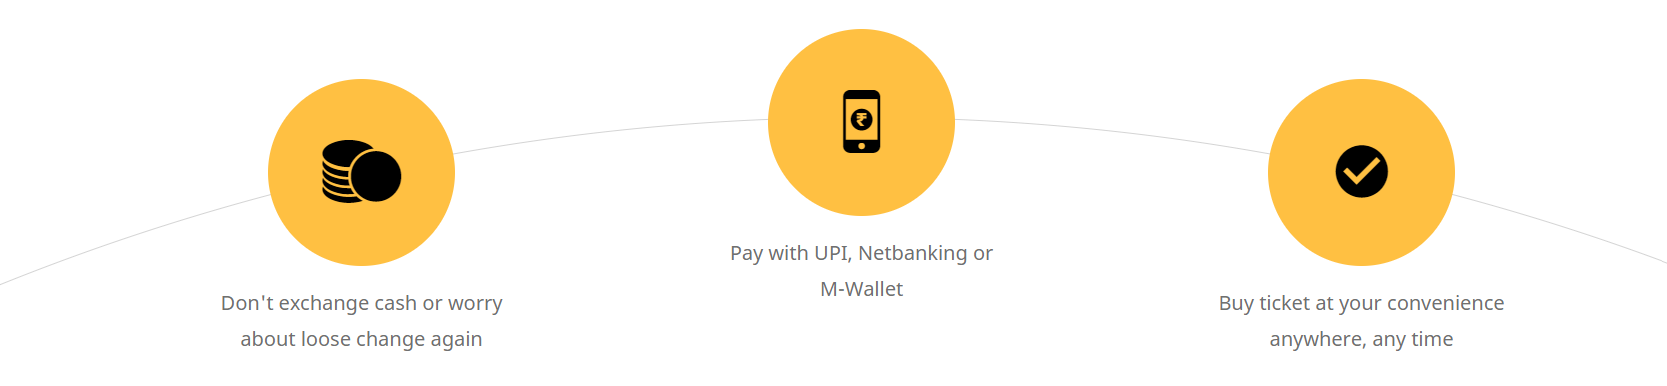 Don't exchange cash or worry
about loose change again
₹
Pay with UPI, Netbanking or
M-Wallet
Buy ticket at your convenience
anywhere, any time